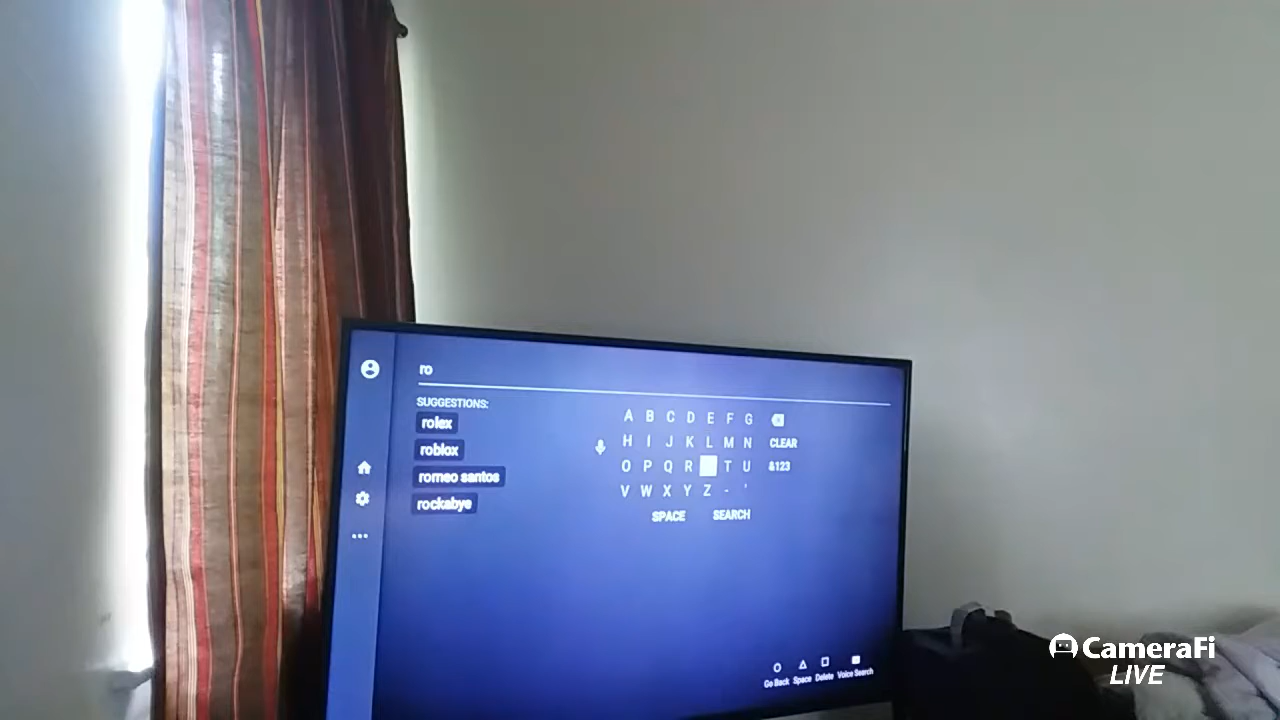 ro
SUGGESTIONS:
rolex
roblox
romeo santos
rockabye
A B C D E F G
H I J K L M N CLEAR
O P Q R T U &123
V W X Y Z - '
SPACE SEARCH
Go Back Space Delete Voice Search
CameraFi
LIVE